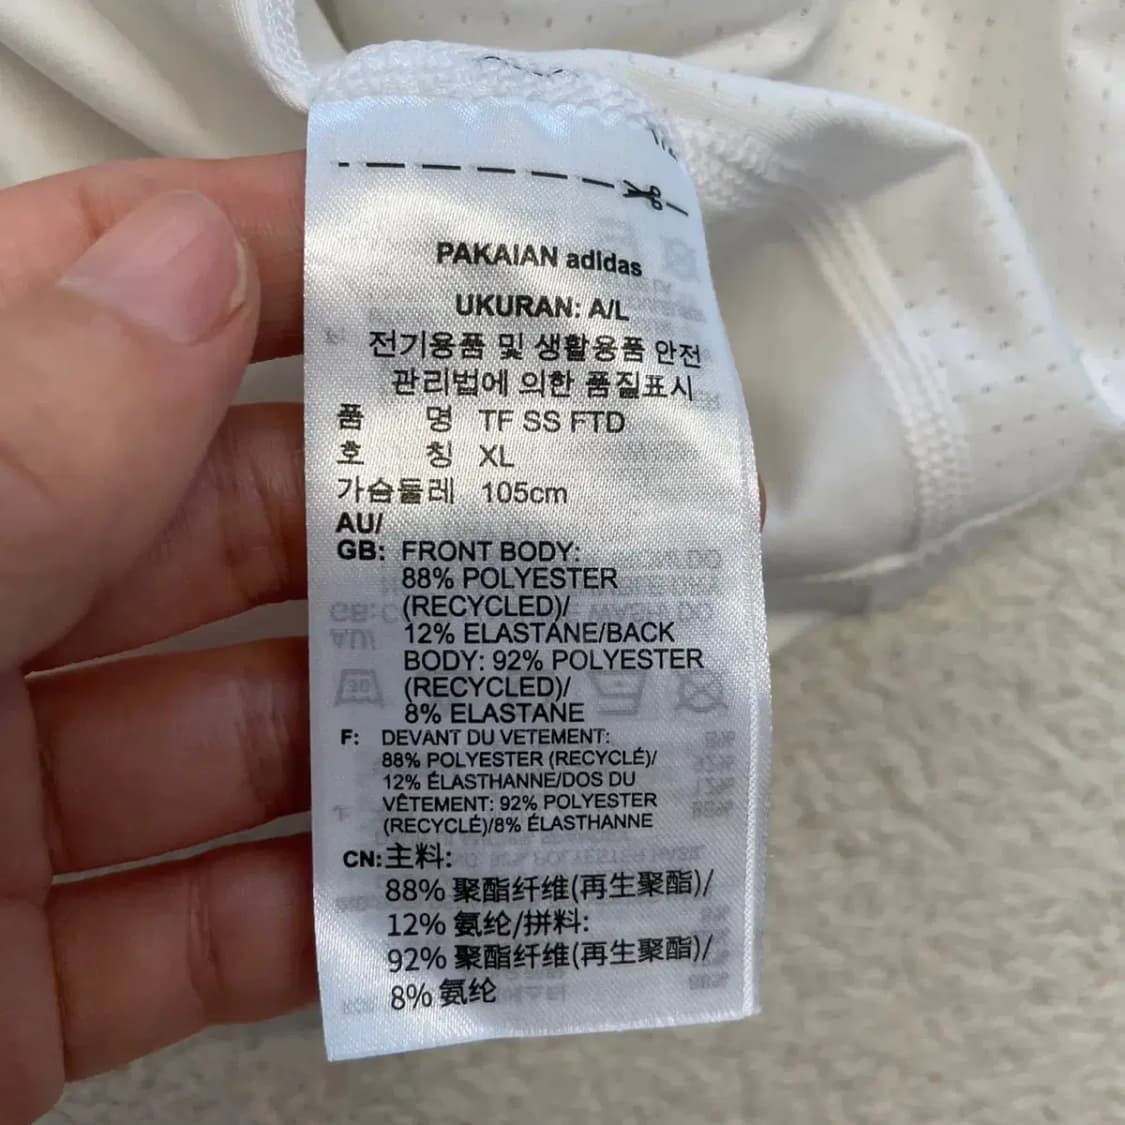 PAKAIAN adidas
UKURAN: A/L
전기용품 및 생활용품 안전
관리법에 의한 품질표시
품 명 TF SS FTD
호 칭 XL
가슴둘레 105cm
AU/
GB: FRONT BODY:
88% POLYESTER
(RECYCLED)/
12% ELASTANE/BACK
BODY: 92% POLYESTER
(RECYCLED)/
8% ELASTANE
F: DEVANT DU VETEMENT:
88% POLYESTER (RECYCLÉ)/
12% ÉLASTHANNE/DOS DU
VÊTEMENT: 92% POLYESTER
(RECYCLÉ)/8% ÉLASTHANNE
CN: 主料:
88% 聚酯纤维(再生聚酯)/
12% 氨纶/拼料:
92% 聚酯纤维(再生聚酯)/
8% 氨纶